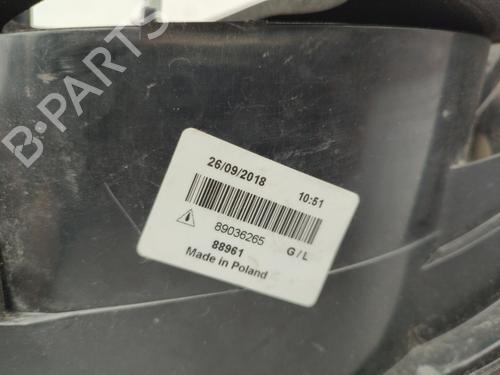 B-PARTS
26/09/2018 10:51
89036265 G/L
88961
Made in Poland